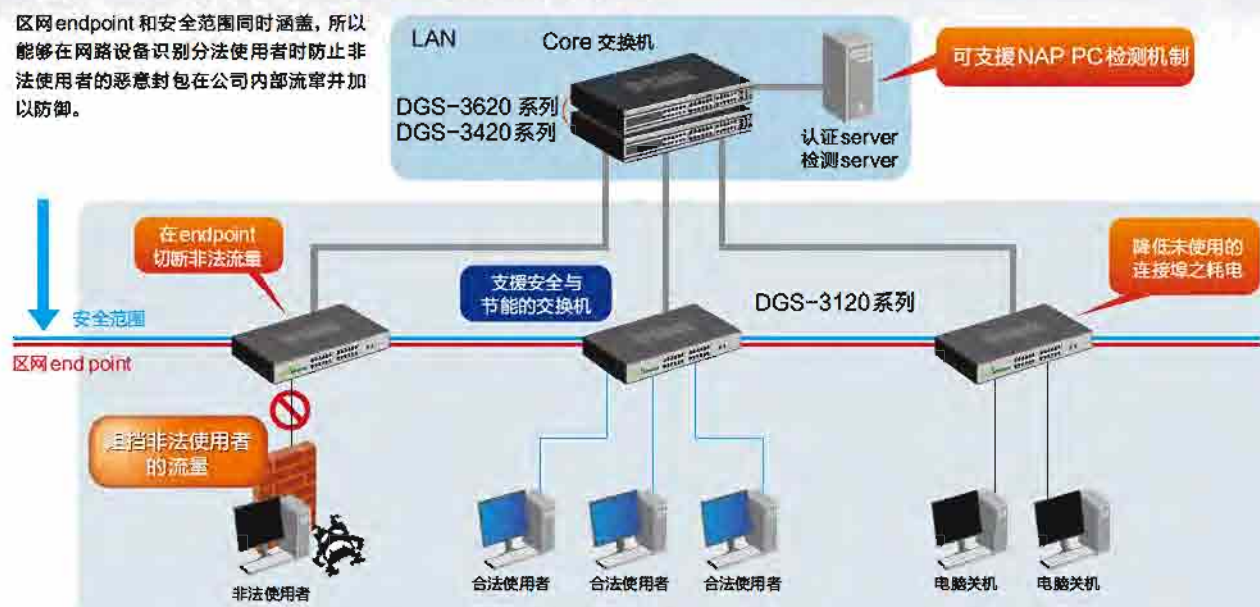 区网endpoint 和安全范围同时涵盖，所以
能够在网路设备识别分法使用者时防止非
法使用者的恶意封包在公司内部流窜并加
以防御。
LAN
Core 交换机
可支援NAP PC检测机制
DGS-3620 系列
DGS-3420系列
认证server
检测server
在endpoint
切断非法流量
支援安全与
节能的交换机
DGS-3120系列
降低未使用的
连接埠之耗电
安全范围
区网end point
阻挡非法使用者
的流量
非法使用者
合法使用者
合法使用者
合法使用者
电脑关机
电脑关机